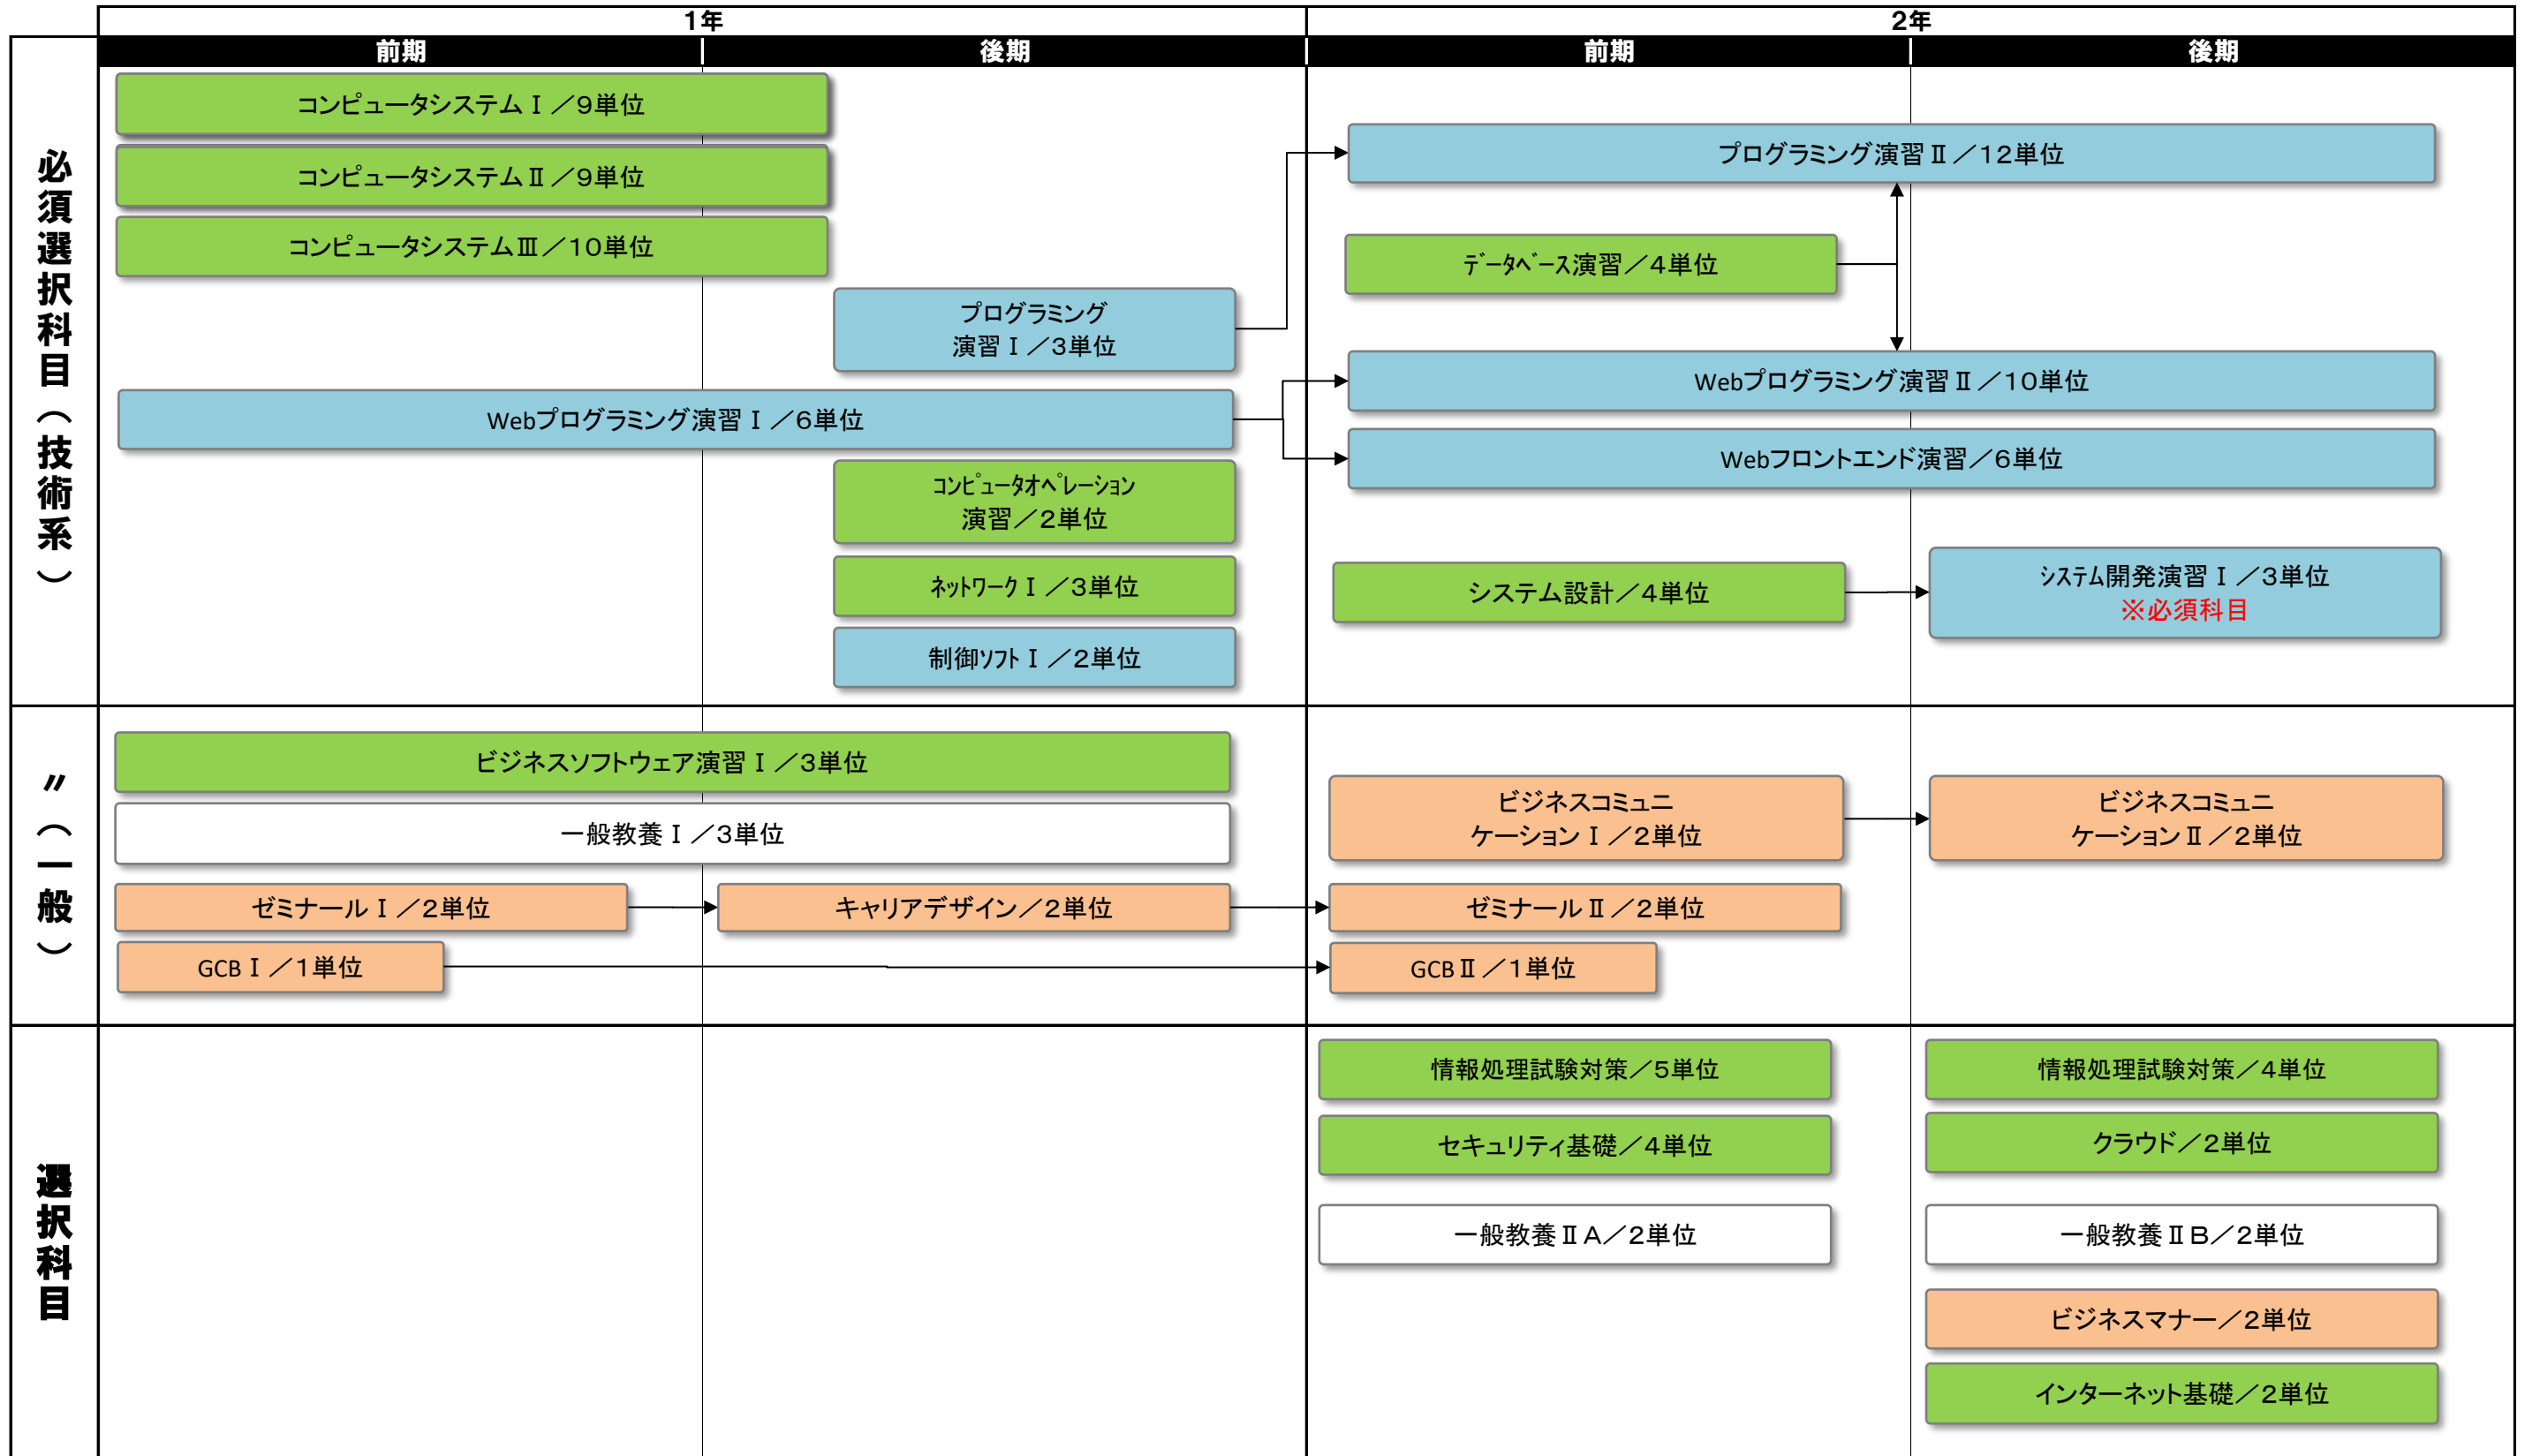 1年
2年
前期
後期
前期
後期
必須選択科目（技術系）
コンピュータシステムⅠ／9単位
コンピュータシステムⅡ／9単位
コンピュータシステムⅢ／10単位
プログラミング
演習Ⅰ／3単位
Webプログラミング演習Ⅰ／6単位
ｺﾝﾋﾟｭｰﾀｵﾍﾟﾚｰｼｮﾝ
演習／2単位
ﾈｯﾄﾜｰｸⅠ／3単位
制御ｿﾌﾄⅠ／2単位
プログラミング演習Ⅱ／12単位
ﾃﾞｰﾀﾍﾞｰｽ演習／4単位
Webプログラミング演習Ⅱ／10単位
Webフロントエンド演習／6単位
システム設計／4単位
ｼｽﾃﾑ開発演習Ⅰ／3単位
※必須科目
〃（一般）
ビジネスソフトウェア演習Ⅰ／3単位
一般教養Ⅰ／3単位
ゼミナールⅠ／2単位
キャリアデザイン／2単位
GCBⅠ／1単位
ビジネスコミュニ
ケーションⅠ／2単位
ビジネスコミュニ
ケーションⅡ／2単位
ゼミナールⅡ／2単位
GCBⅡ／1単位
選択科目
情報処理試験対策／5単位
情報処理試験対策／4単位
セキュリティ基礎／4単位
クラウド／2単位
一般教養ⅡA／2単位
一般教養ⅡB／2単位
ビジネスマナー／2単位
インターネット基礎／2単位